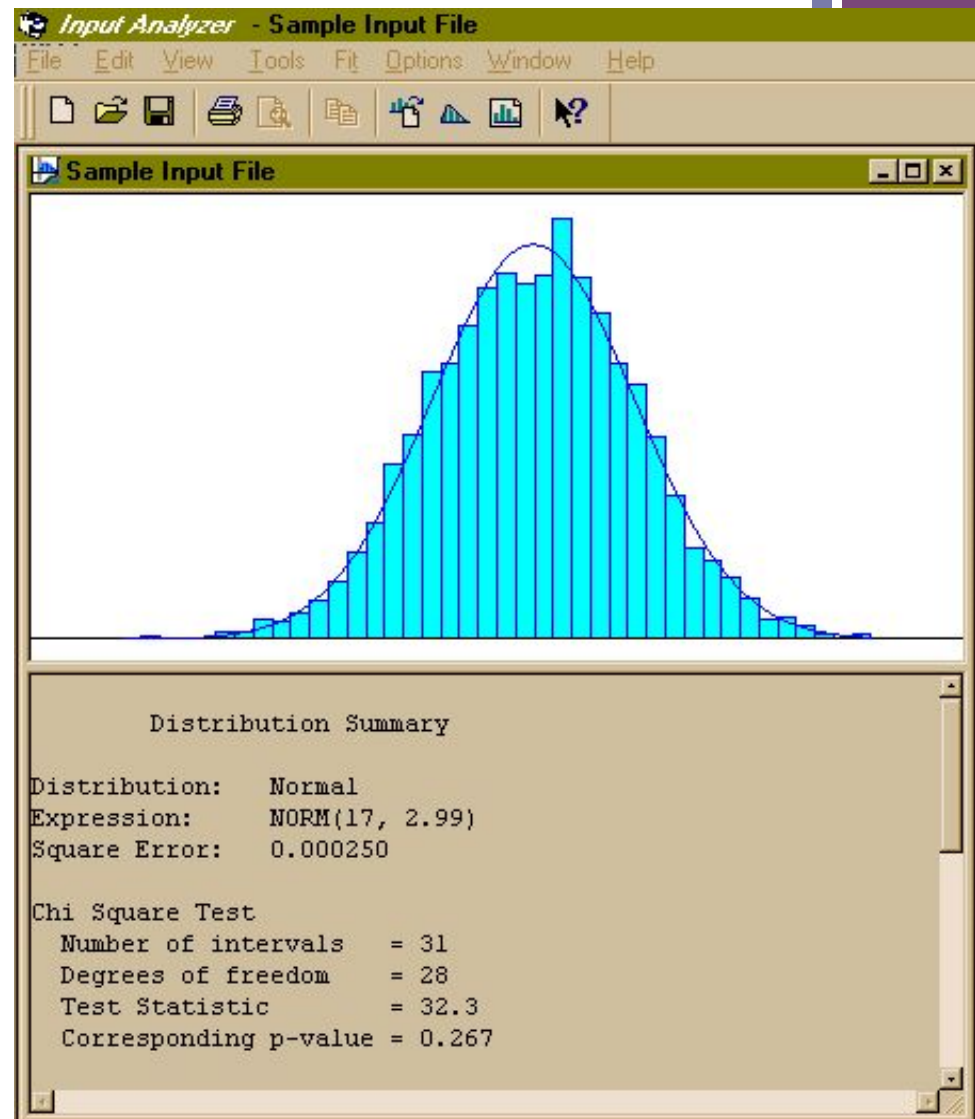 Input Analyzer - Sample Input File
File Edit View Tools Fit Options Window Help
Sample Input File
Distribution Summary
Distribution: Normal
Expression: NORM(17, 2.99)
Square Error: 0.000250
Chi Square Test
Number of intervals = 31
Degrees of freedom = 28
Test Statistic = 32.3
Corresponding p-value = 0.267